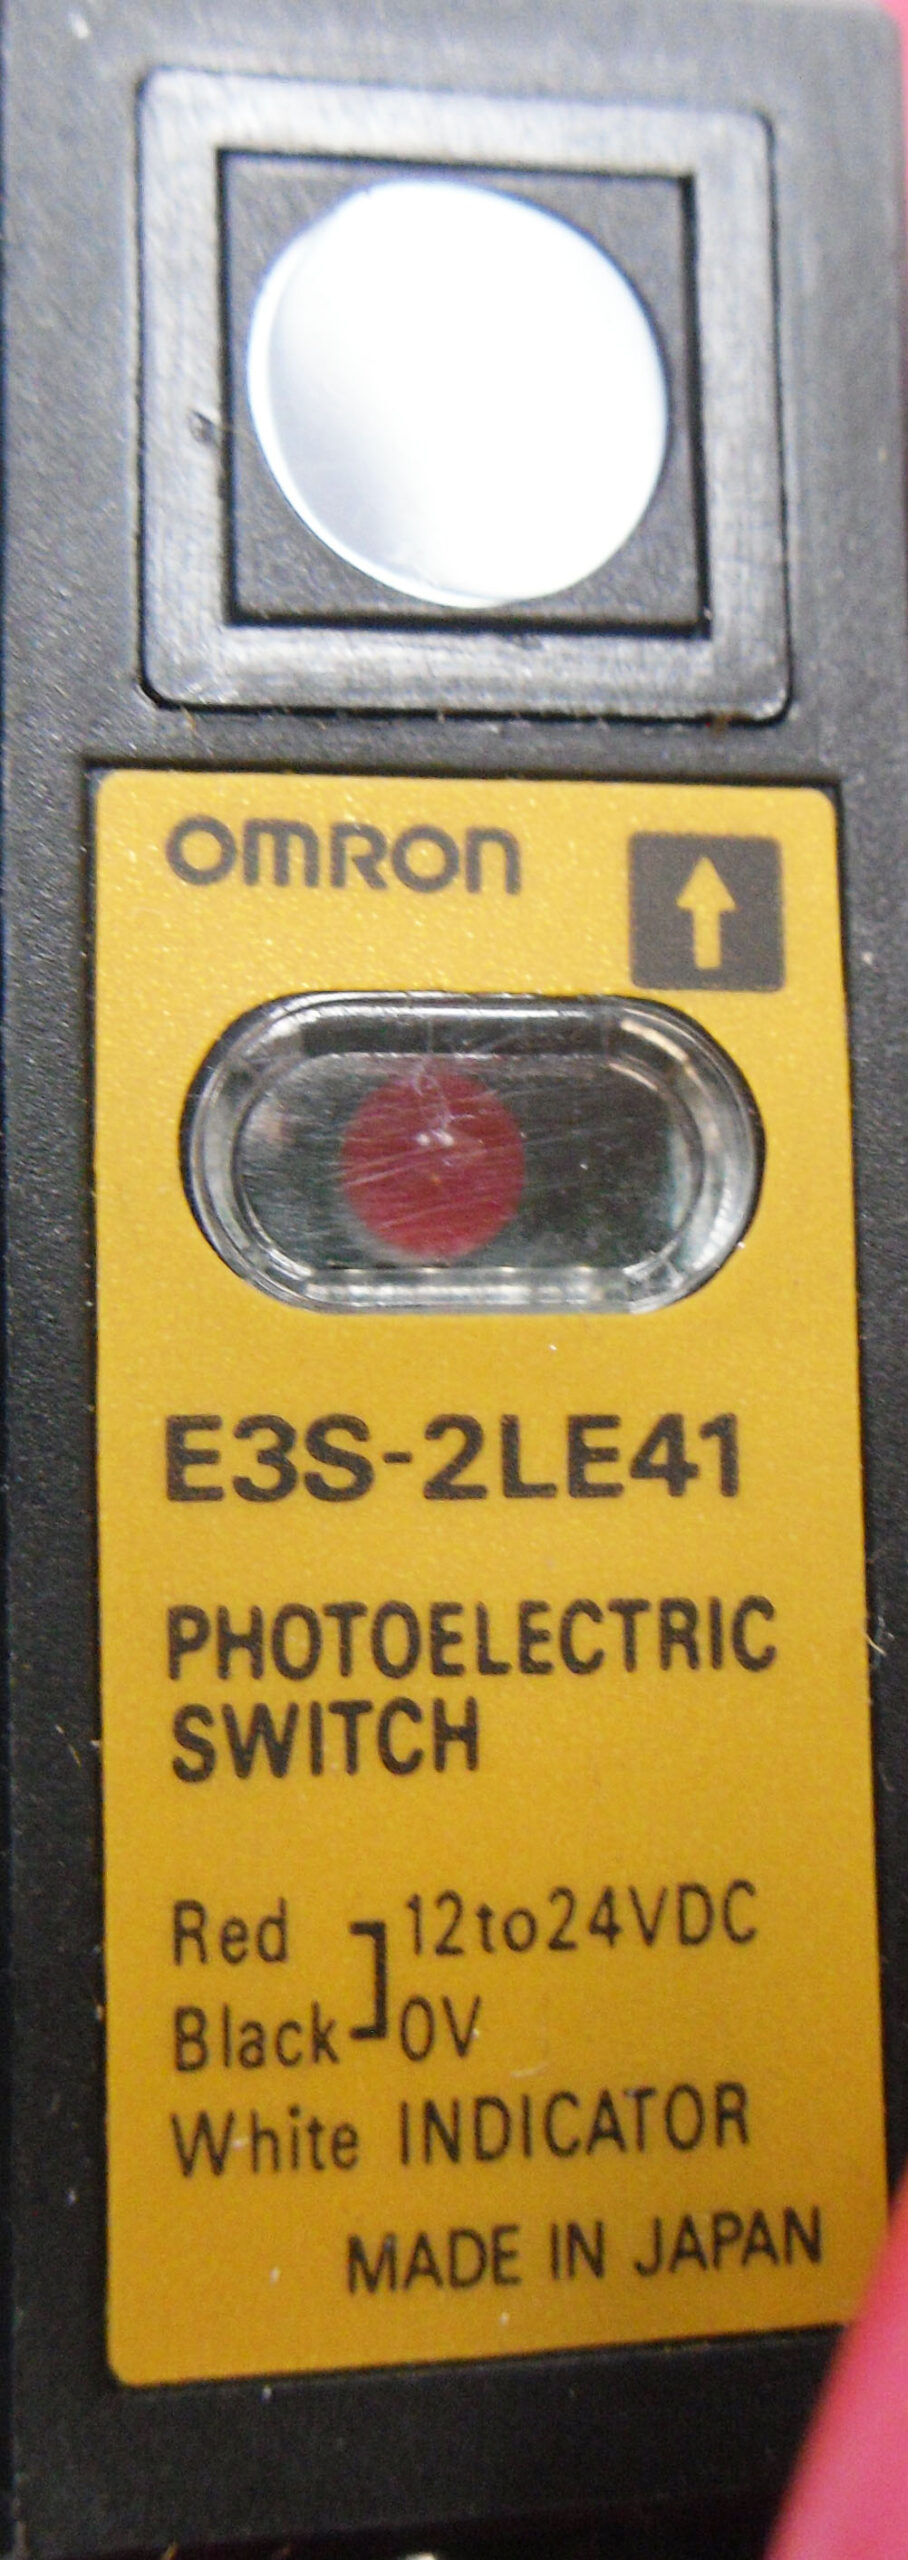 OMRON
E3S-2LE41
PHOTOELECTRIC
SWITCH
Red 12to24VDC
Black 0V
White INDICATOR
MADE IN JAPAN